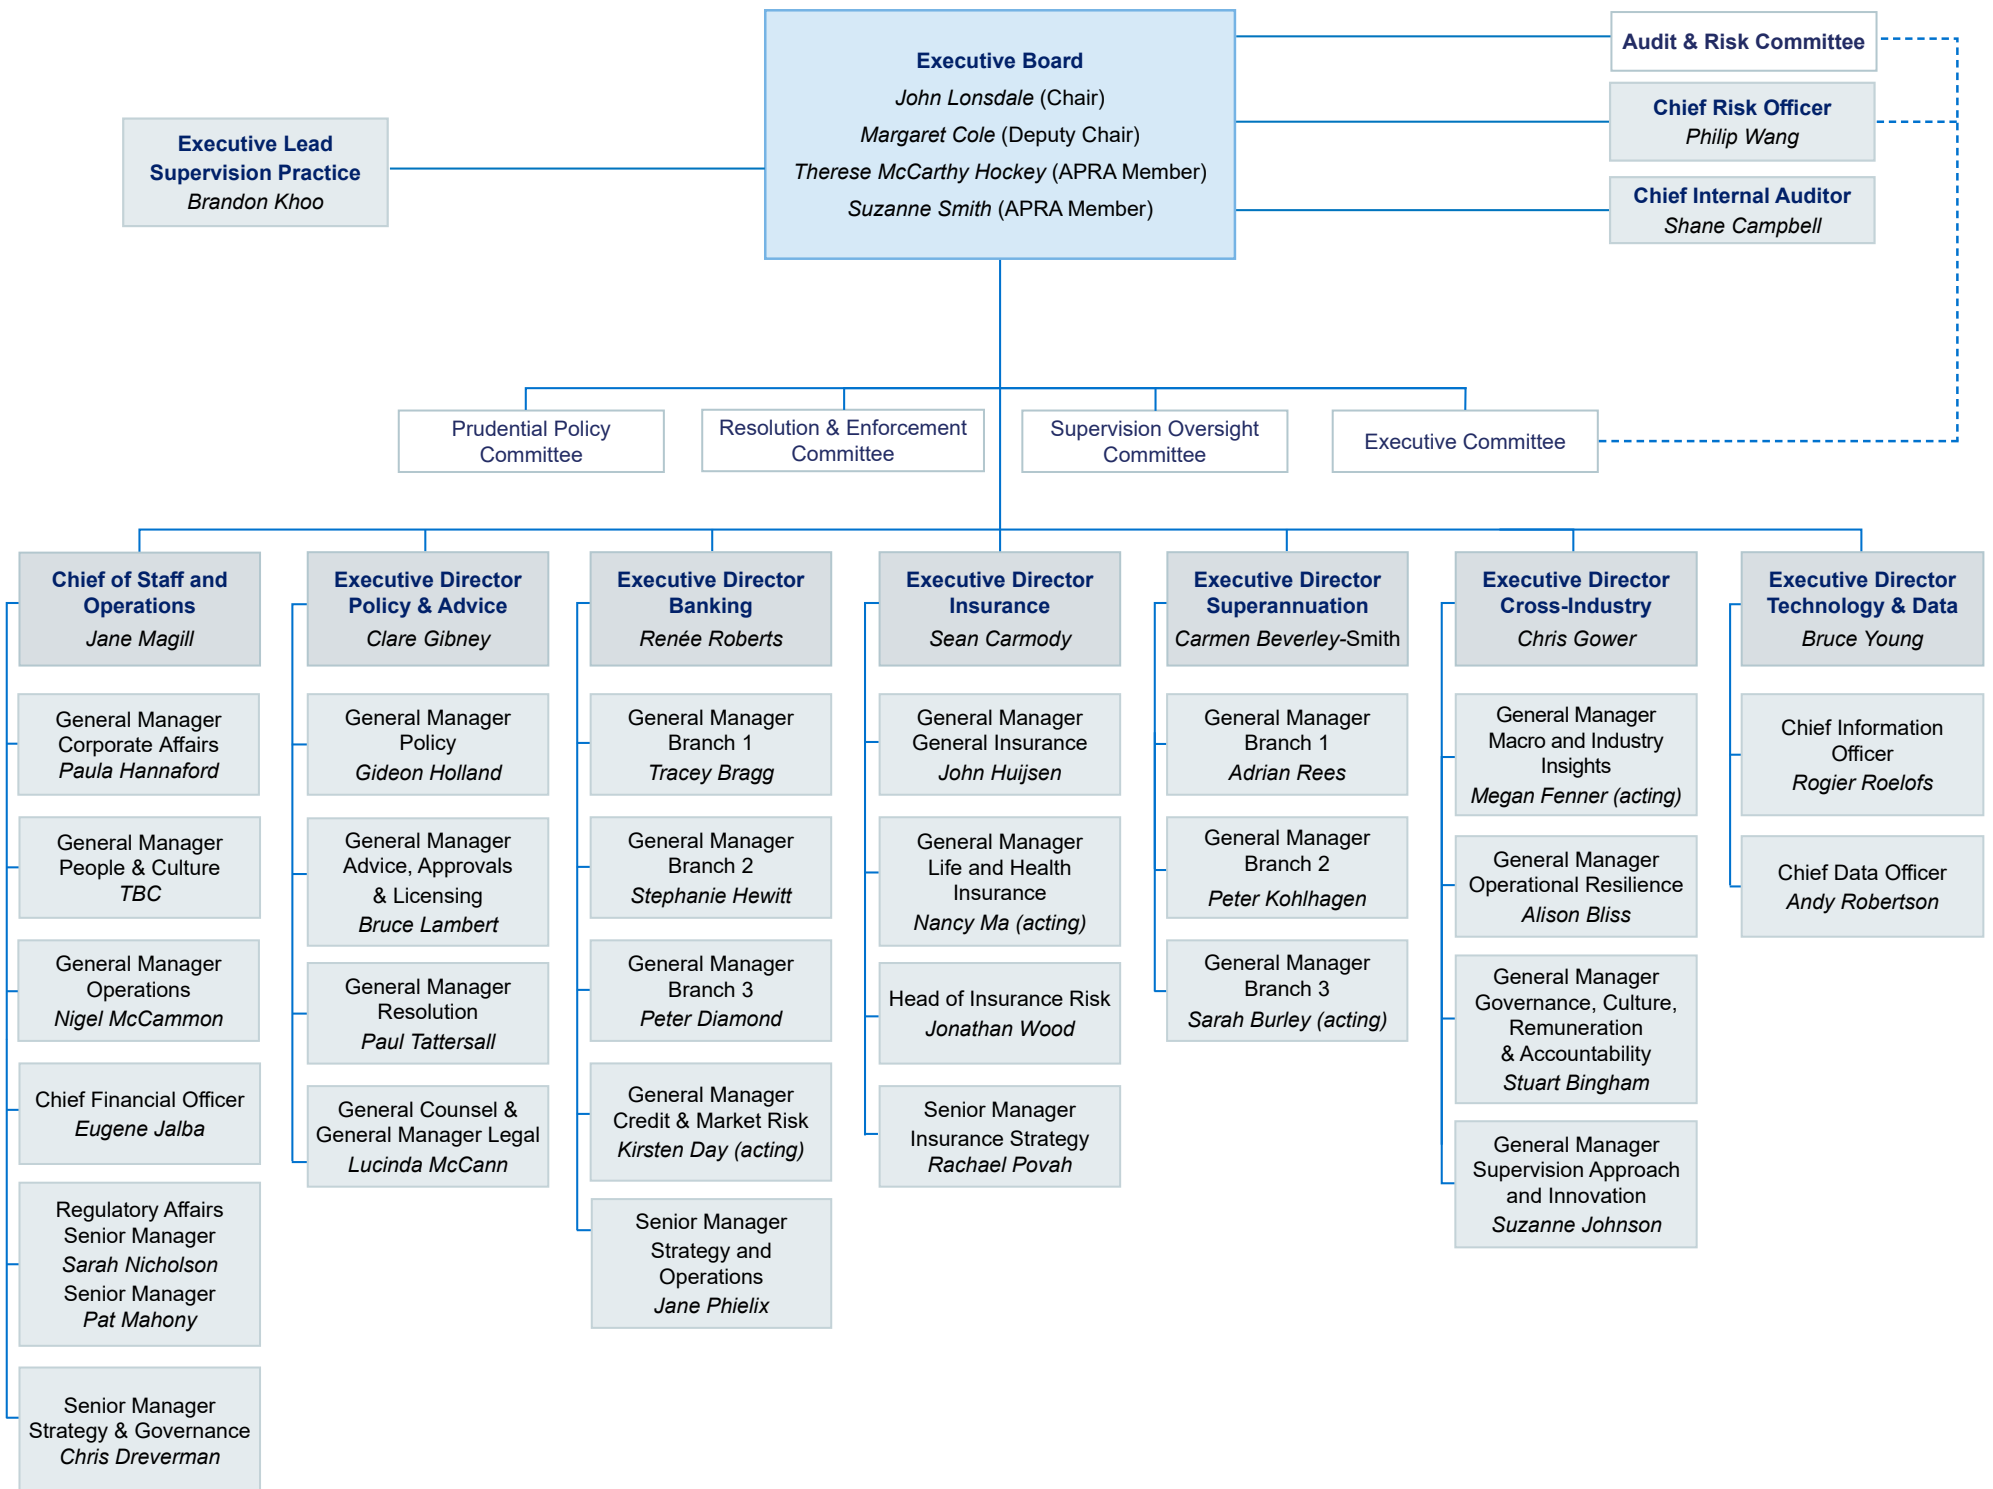 Executive Board
John Lonsdale (Chair)
Margaret Cole (Deputy Chair)
Therese McCarthy Hockey (APRA Member)
Suzanne Smith (APRA Member)
Audit & Risk Committee
Chief Risk Officer
Philip Wang
Chief Internal Auditor
Shane Campbell
Executive Lead
Supervision Practice
Brandon Khoo
Prudential Policy
Committee
Resolution & Enforcement
Committee
Supervision Oversight
Committee
Executive Committee
Chief of Staff and
Operations
Jane Magill
General Manager
Corporate Affairs
Paula Hannaford
General Manager
People & Culture
TBC
General Manager
Operations
Nigel McCammon
Chief Financial Officer
Eugene Jalba
Regulatory Affairs
Senior Manager
Sarah Nicholson
Senior Manager
Pat Mahony
Senior Manager
Strategy & Governance
Chris Dreverman
Executive Director
Policy & Advice
Clare Gibney
General Manager
Policy
Gideon Holland
General Manager
Advice, Approvals
& Licensing
Bruce Lambert
General Manager
Resolution
Paul Tattersall
General Counsel &
General Manager Legal
Lucinda McCann
Executive Director
Banking
Renée Roberts
General Manager
Branch 1
Tracey Bragg
General Manager
Branch 2
Stephanie Hewitt
General Manager
Branch 3
Peter Diamond
General Manager
Credit & Market Risk
Kirsten Day (acting)
Senior Manager
Strategy and
Operations
Jane Phielix
Executive Director
Insurance
Sean Carmody
General Manager
General Insurance
John Huijsen
General Manager
Life and Health
Insurance
Nancy Ma (acting)
Head of Insurance Risk
Jonathan Wood
Senior Manager
Insurance Strategy
Rachael Povah
Executive Director
Superannuation
Carmen Beverley-Smith
General Manager
Branch 1
Adrian Rees
General Manager
Branch 2
Peter Kohlhagen
General Manager
Branch 3
Sarah Burley (acting)
Executive Director
Cross-Industry
Chris Gower
General Manager
Macro and Industry
Insights
Megan Fenner (acting)
General Manager
Operational Resilience
Alison Bliss
General Manager
Governance, Culture,
Remuneration
& Accountability
Stuart Bingham
General Manager
Supervision Approach
and Innovation
Suzanne Johnson
Executive Director
Technology & Data
Bruce Young
Chief Information
Officer
Rogier Roelofs
Chief Data Officer
Andy Robertson